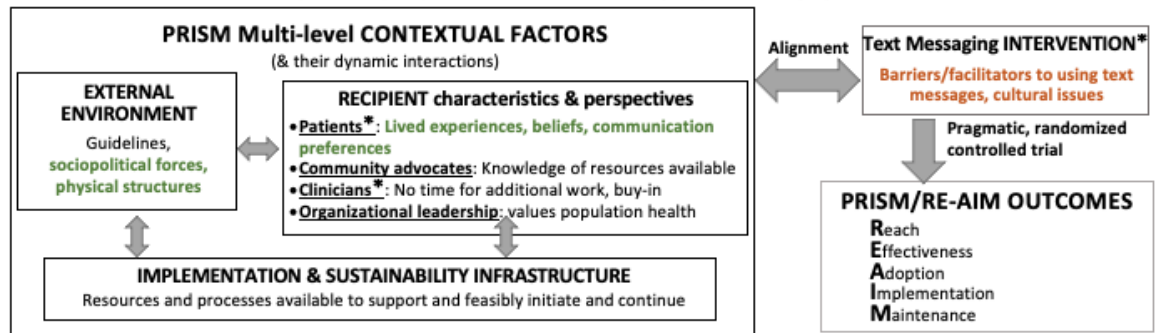 PRISM Multi-level CONTEXTUAL FACTORS
(& their dynamic interactions)
EXTERNAL
ENVIRONMENT
Guidelines,
sociopolitical forces,
physical structures
RECIPIENT characteristics & perspectives
•Patients*: Lived experiences, beliefs, communication
preferences
•Community advocates: Knowledge of resources available
•Clinicians*: No time for additional work, buy-in
•Organizational leadership: values population health
IMPLEMENTATION & SUSTAINABILITY INFRASTRUCTURE
Resources and processes available to support and feasibly initiate and continue
Alignment
Text Messaging INTERVENTION*
Barriers/facilitators to using text
messages, cultural issues
Pragmatic, randomized
controlled trial
PRISM/RE-AIM OUTCOMES
Reach
Effectiveness
Adoption
Implementation
Maintenance